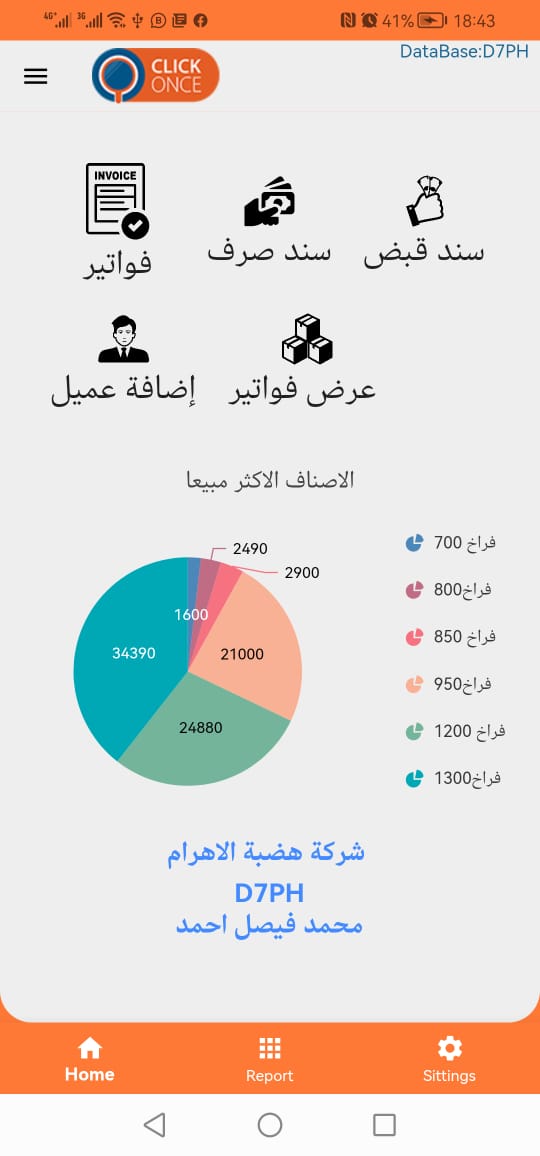 4G+ 3G 41% 18:43
DataBase:D7PH
CLICK
ONCE
INVOICE
فواتير
سند صرف
سند قبض
إضافة عميل
عرض فواتير
الاصناف الاكثر مبيعا
2490
2900
1600
34390
21000
24880
فراخ 700
فراخ800
فراخ 850
فراخ950
فراخ 1200
فراخ1300
شركة هضبة الاهرام
D7PH
محمد فيصل احمد
Home
Report
Sittings